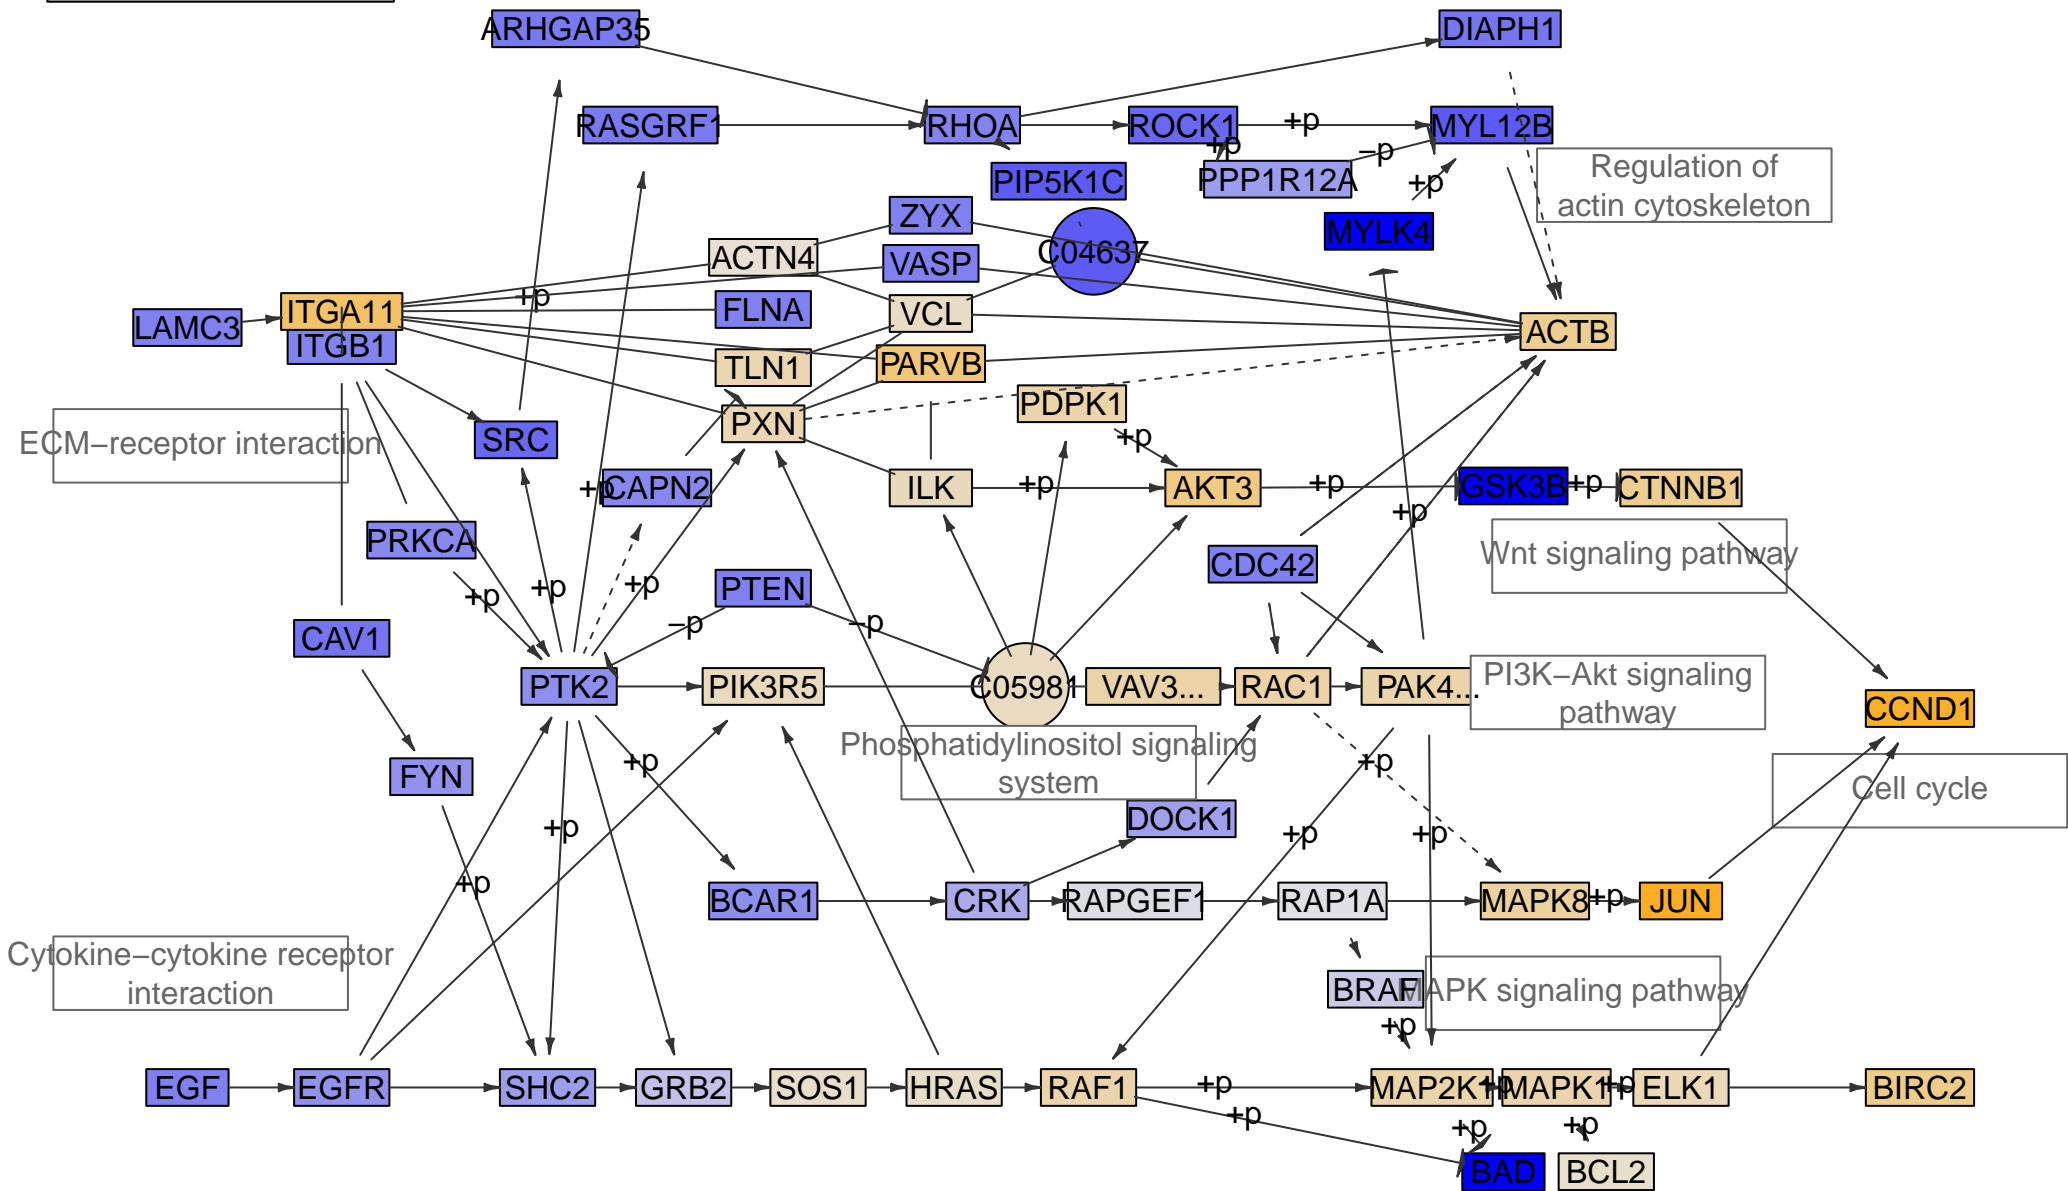 ARHGAP35
DIAPH1
RASGRF1
RHOA
ROCK1
+p
MYL12B
+p
−p
PIP5K1C
PPP1R12A
+p
Regulation of
actin cytoskeleton
ZYX
MYLK4
ACTN4
VASP
C04637
+p
ITGA11
FLNA
VCL
LAMC3
ACTB
ITGB1
TLN1
PARVB
PDPK1
PXN
ECM−receptor interaction
SRC
+p
+p
CAPN2
ILK
+p
AKT3
+p
GSK3B
+p
CTNNB1
+p
PRKCA
Wnt signaling pathway
CDC42
+p
+p
+p
PTEN
−p
−p
CAV1
PTK2
PIK3R5
C05981
VAV3...
RAC1
PAK4...
PI3K−Akt signaling
pathway
CCND1
Phosphatidylinositol signaling
system
FYN
+p
+p
Cell cycle
DOCK1
+p
+p
+p
+p
BCAR1
CRK
RAPGEF1
RAP1A
MAPK8
+p
JUN
Cytokine−cytokine receptor
interaction
BRAF
MAPK signaling pathway
+p
EGF
EGFR
SHC2
GRB2
SOS1
HRAS
RAF1
+p
MAP2K1
+p
MAPK1
+p
ELK1
BIRC2
+p
+p
+p
BAD
BCL2